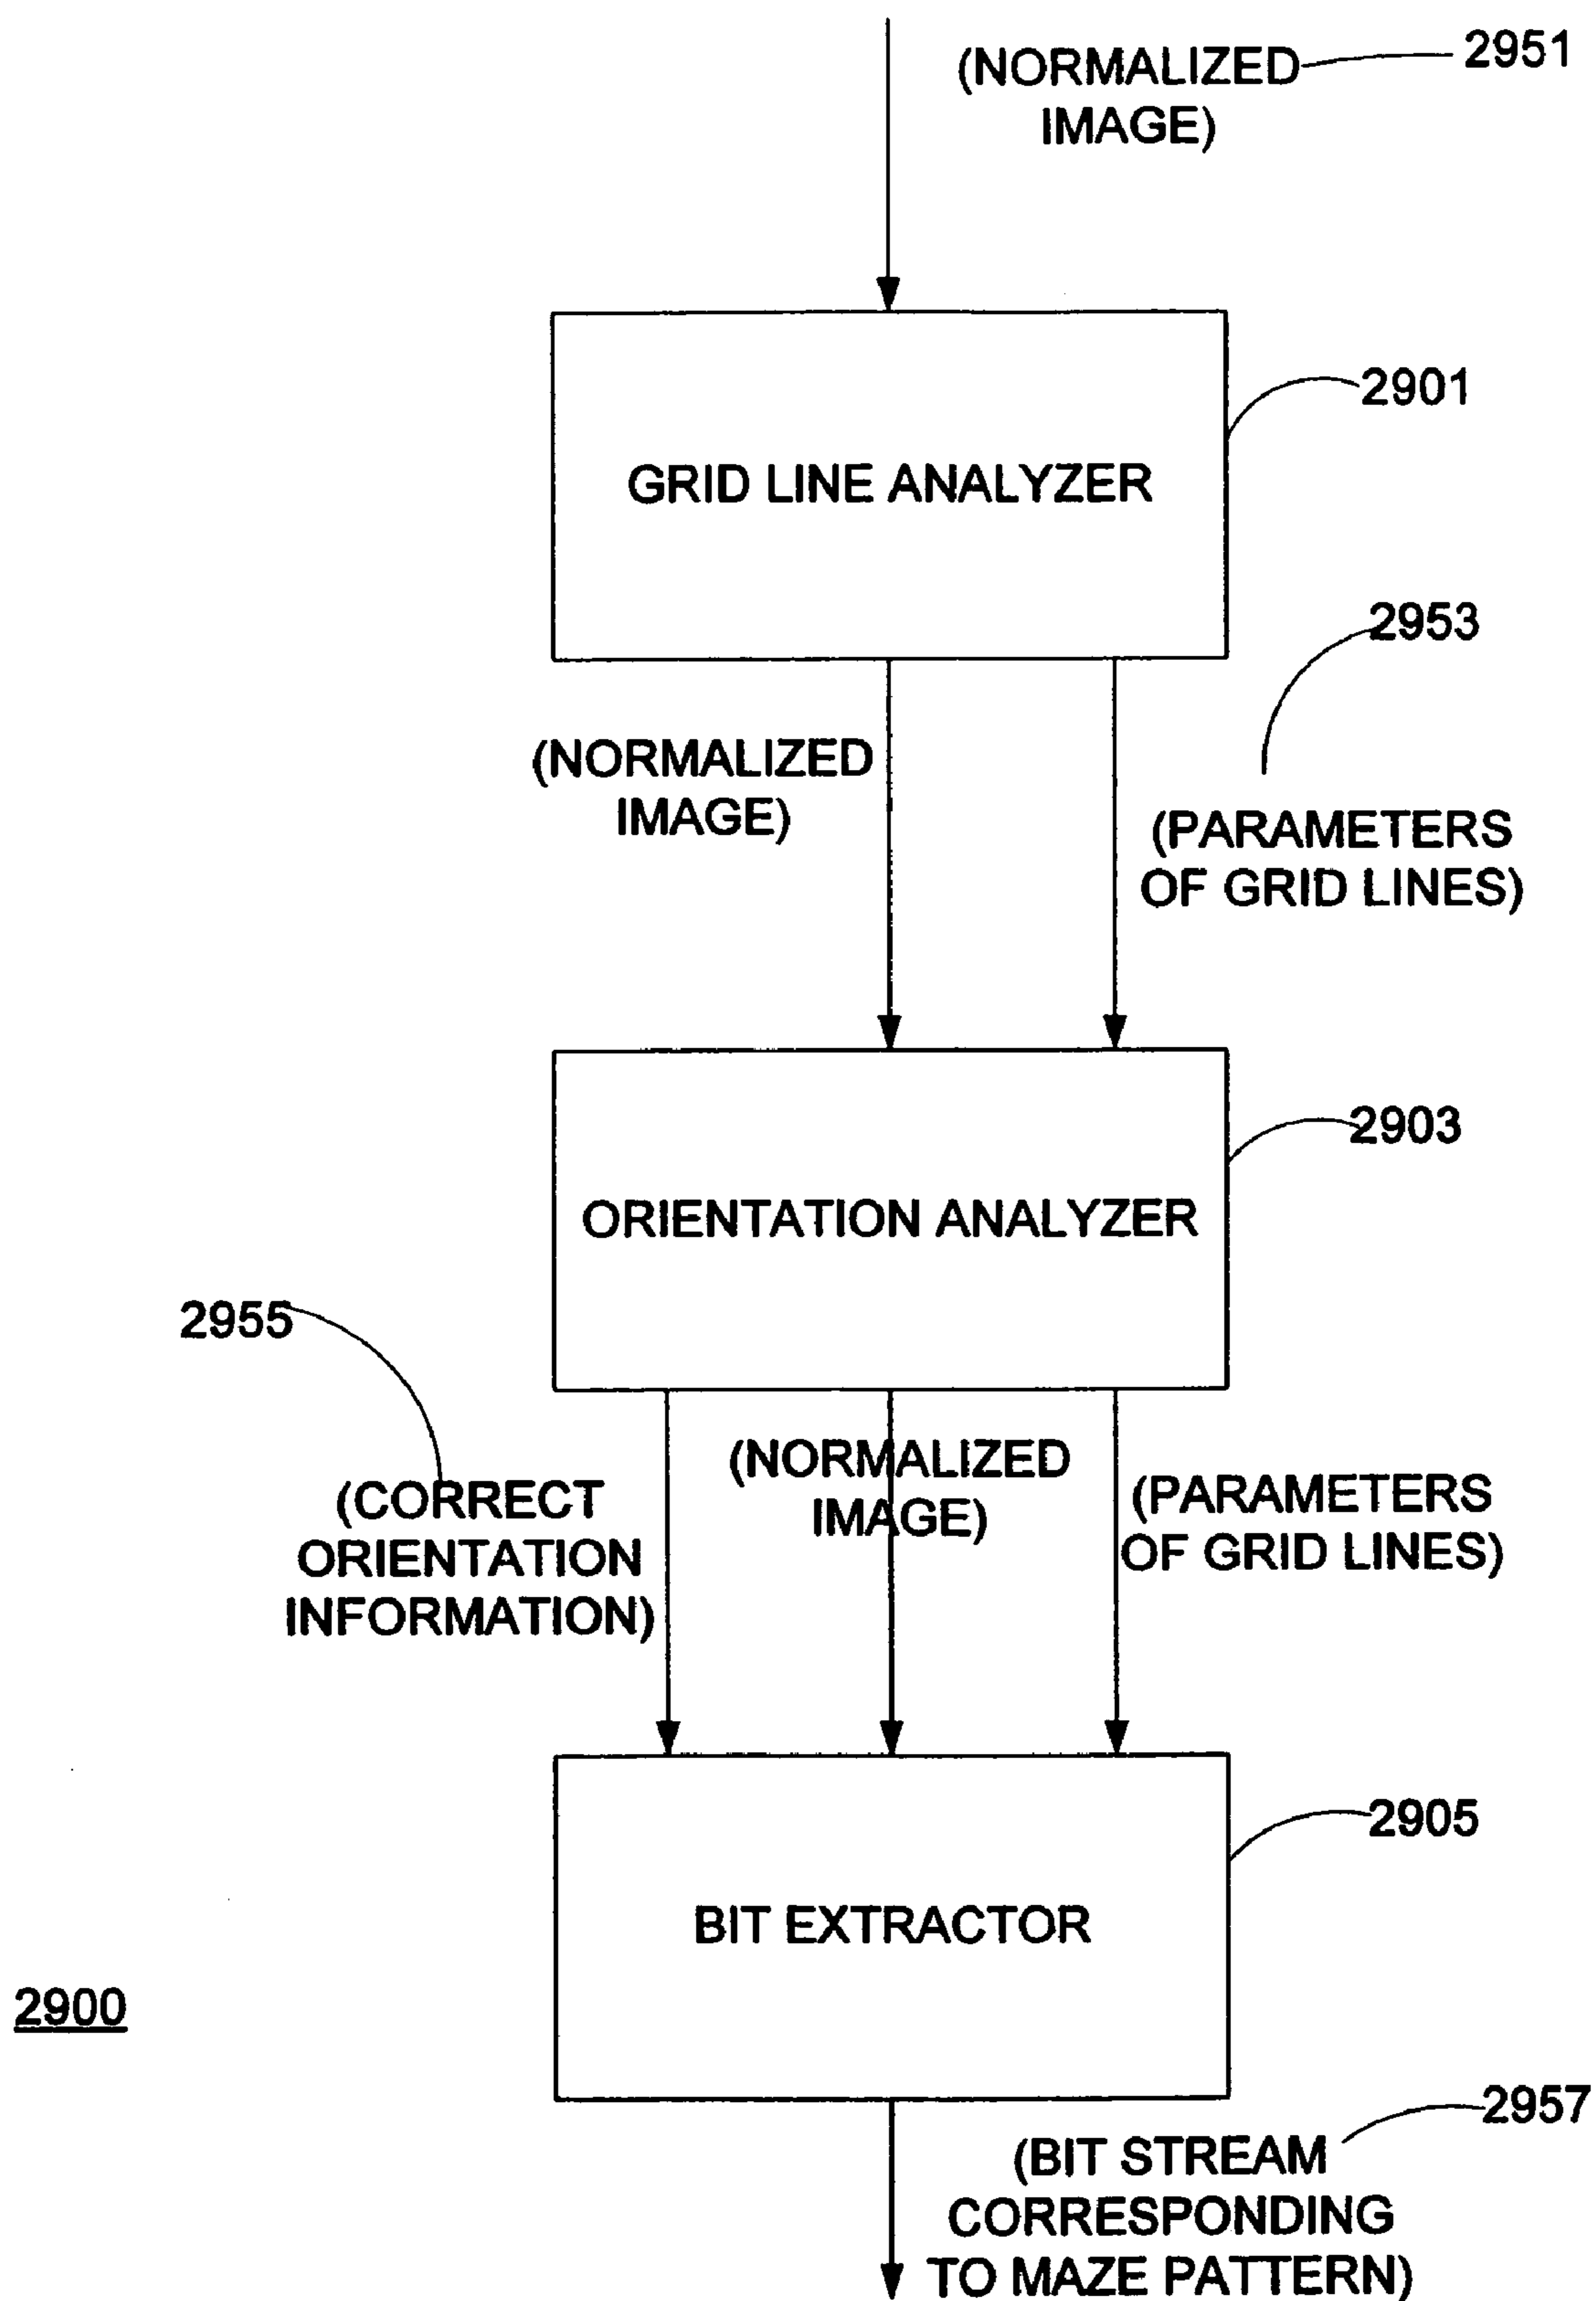 (NORMALIZED
IMAGE)
2951
2901
GRID LINE ANALYZER
2953
(NORMALIZED
IMAGE)
(PARAMETERS
OF GRID LINES)
2903
ORIENTATION ANALYZER
2955
(CORRECT
ORIENTATION
INFORMATION)
(NORMALIZED
IMAGE)
(PARAMETERS
OF GRID LINES)
2905
BIT EXTRACTOR
2900
2957
(BIT STREAM
CORRESPONDING
TO MAZE PATTERN)